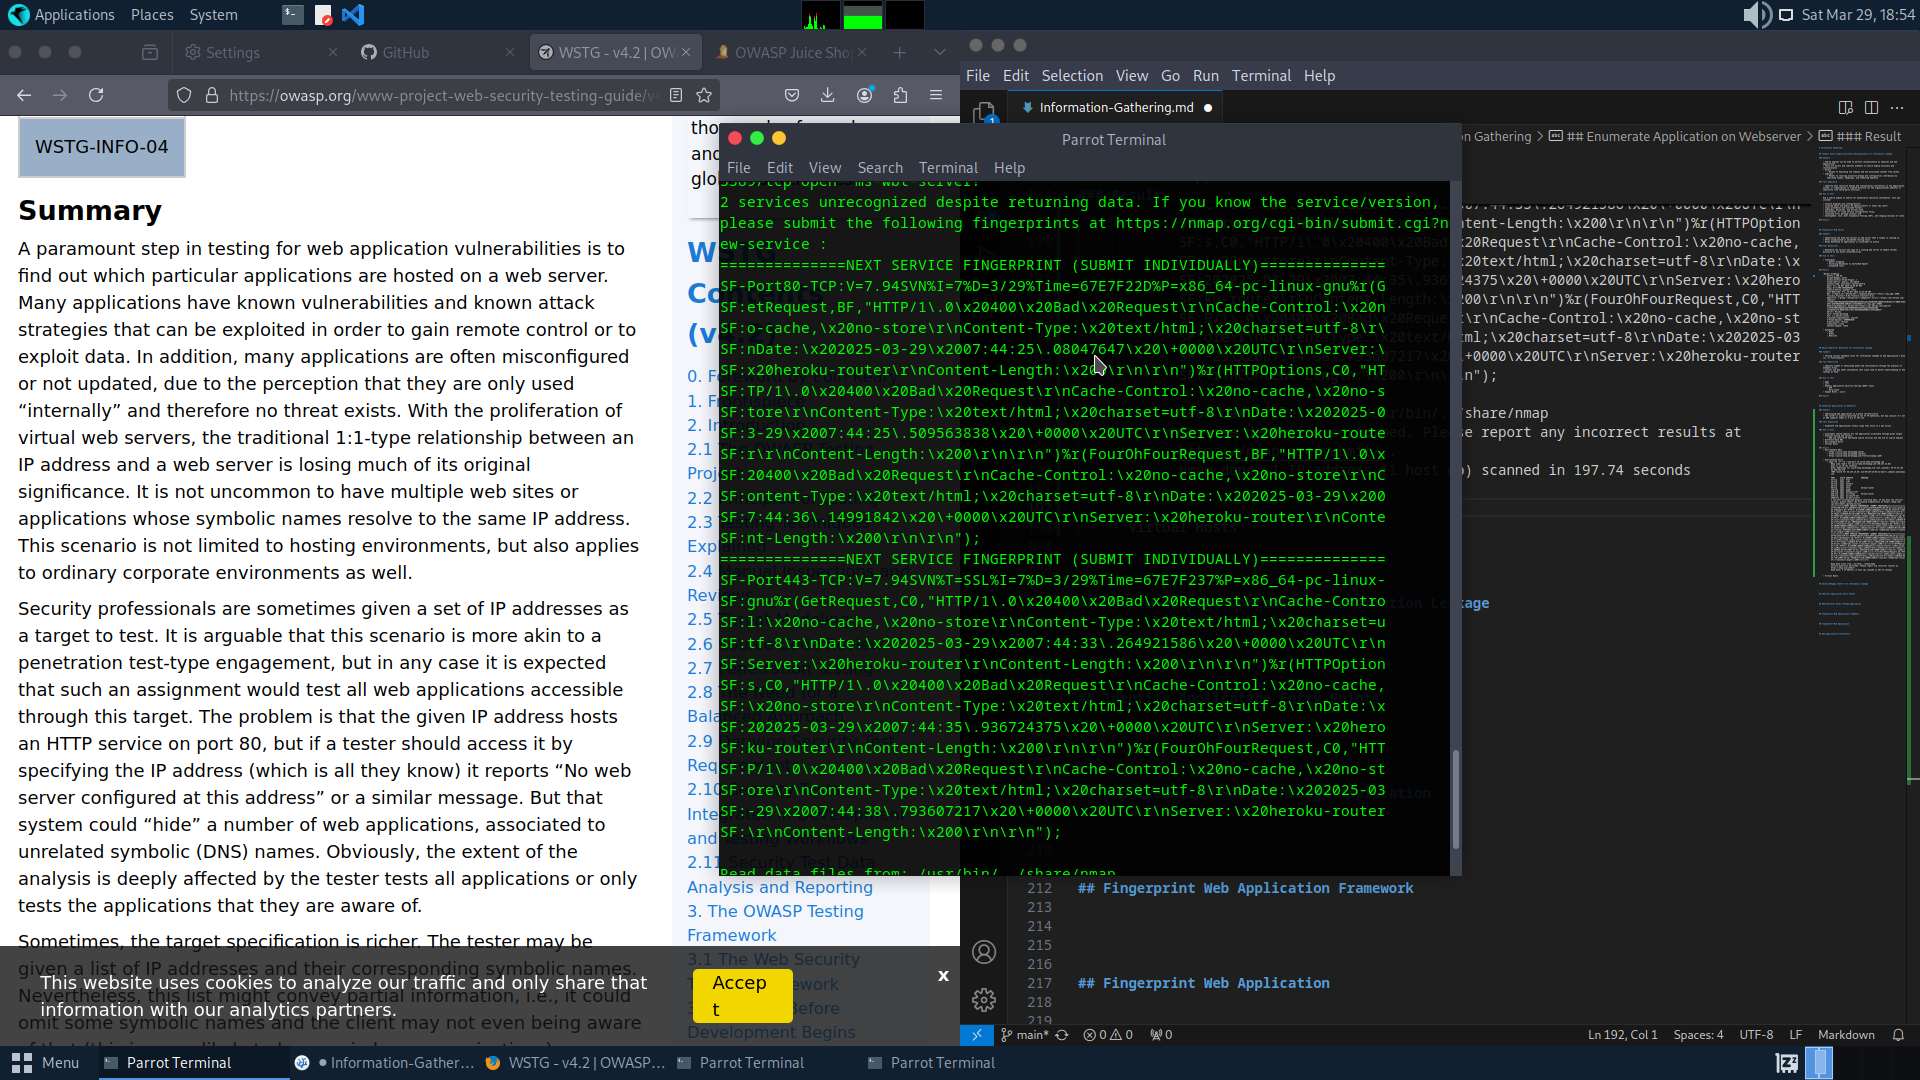 Applications Places System
Sat Mar 29, 18:54
Settings
GitHub
WSTG - v4.2 | OW
OWASP Juice Sho
https://owasp.org/www-project-web-security-testing-guide/v
WSTG-INFO-04
Summary
A paramount step in testing for web application vulnerabilities is to
find out which particular applications are hosted on a web server.
Many applications have known vulnerabilities and known attack
strategies that can be exploited in order to gain remote control or to
exploit data. In addition, many applications are often misconfigured
or not updated, due to the perception that they are only used
“internally” and therefore no threat exists. With the proliferation of
virtual web servers, the traditional 1:1-type relationship between an
IP address and a web server is losing much of its original
significance. It is not uncommon to have multiple web sites or
applications whose symbolic names resolve to the same IP address.
This scenario is not limited to hosting environments, but also applies
to ordinary corporate environments as well.
Security professionals are sometimes given a set of IP addresses as
a target to test. It is arguable that this scenario is more akin to a
penetration test-type engagement, but in any case it is expected
that such an assignment would test all web applications accessible
through this target. The problem is that the given IP address hosts
an HTTP service on port 80, but if a tester should access it by
specifying the IP address (which is all they know) it reports “No web
server configured at this address” or a similar message. But that
system could “hide” a number of web applications, associated to
unrelated symbolic (DNS) names. Obviously, the extent of the
analysis is deeply affected by the tester tests all applications or only
tests the applications that they are aware of.
Sometimes, the target specification is richer. The tester may be
given a list of IP addresses and their corresponding symbolic names.
Nevertheless, this list might convey partial information, i.e., it could
omit some symbolic names and the client may not even being aware
This website uses cookies to analyze our traffic and only share that
information with our analytics partners.
Accep
t
x
tho
and
glo
2.1
2.2
2.3
2.4
2.5
2.6
2.7
2.8
2.9
2.10
2.11 Security Test Data
Analysis and Reporting
3. The OWASP Testing
Framework
3.1 The Web Security
Before
Development Begins
Parrot Terminal
File Edit View Search Terminal Help
3389/tcp open ms-wbt-server?
2 services unrecognized despite returning data. If you know the service/version,
please submit the following fingerprints at https://nmap.org/cgi-bin/submit.cgi?n
ew-service :
==============NEXT SERVICE FINGERPRINT (SUBMIT INDIVIDUALLY)==============
SF-Port80-TCP:V=7.94SVN%I=7%D=3/29%Time=67E7F22D%P=x86_64-pc-linux-gnu%r(G
SF:etRequest,BF,"HTTP/1\.0\x20400\x20Bad\x20Request\r\nCache-Control:\x20n
SF:o-cache,\x20no-store\r\nContent-Type:\x20text/html;\x20charset=utf-8\r\
SF:nDate:\x202025-03-29\x2007:44:25\.08047647\x20\+0000\x20UTC\r\nServer:\
SF:x20heroku-router\r\nContent-Length:\x200\r\n\r\n")%r(HTTPOptions,C0,"HT
SF:TP/1\.0\x20400\x20Bad\x20Request\r\nCache-Control:\x20no-cache,\x20no-s
SF:tore\r\nContent-Type:\x20text/html;\x20charset=utf-8\r\nDate:\x202025-0
SF:3-29\x2007:44:25\.509563838\x20\+0000\x20UTC\r\nServer:\x20heroku-route
SF:r\r\nContent-Length:\x200\r\n\r\n")%r(FourOhFourRequest,BF,"HTTP/1\.0\x
SF:20400\x20Bad\x20Request\r\nCache-Control:\x20no-cache,\x20no-store\r\nC
SF:ontent-Type:\x20text/html;\x20charset=utf-8\r\nDate:\x202025-03-29\x200
SF:7:44:36\.14991842\x20\+0000\x20UTC\r\nServer:\x20heroku-router\r\nConte
SF:nt-Length:\x200\r\n\r\n");
==============NEXT SERVICE FINGERPRINT (SUBMIT INDIVIDUALLY)==============
SF-Port443-TCP:V=7.94SVN%T=SSL%I=7%D=3/29%Time=67E7F237%P=x86_64-pc-linux-
SF:gnu%r(GetRequest,C0,"HTTP/1\.0\x20400\x20Bad\x20Request\r\nCache-Contro
SF:l:\x20no-cache,\x20no-store\r\nContent-Type:\x20text/html;\x20charset=u
SF:tf-8\r\nDate:\x202025-03-29\x2007:44:33\.264921586\x20\+0000\x20UTC\r\n
SF:Server:\x20heroku-router\r\nContent-Length:\x200\r\n\r\n")%r(HTTPOption
SF:s,C0,"HTTP/1\.0\x20400\x20Bad\x20Request\r\nCache-Control:\x20no-cache,
SF:\x20no-store\r\nContent-Type:\x20text/html;\x20charset=utf-8\r\nDate:\x
SF:202025-03-29\x2007:44:35\.936724375\x20\+0000\x20UTC\r\nServer:\x20hero
SF:ku-router\r\nContent-Length:\x200\r\n\r\n")%r(FourOhFourRequest,C0,"HTT
SF:P/1\.0\x20400\x20Bad\x20Request\r\nCache-Control:\x20no-cache,\x20no-st
SF:ore\r\nContent-Type:\x20text/html;\x20charset=utf-8\r\nDate:\x202025-03
SF:-29\x2007:44:38\.793607217\x20\+0000\x20UTC\r\nServer:\x20heroku-router
SF:\r\nContent-Length:\x200\r\n\r\n");
Read data files from: /usr/bin/../share/nmap
File Edit Selection View Go Run Terminal Help
Information-Gathering.md
on Gathering > ## Enumerate Application on Webserver > ### Result
ntent-Length:\x200\r\n\r\n")%r(HTTPOption
Request\r\nCache-Control:\x20no-cache,
text/html;\x20charset=utf-8\r\nDate:\x
24375\x20\+0000\x20UTC\r\nServer:\x20hero
00\r\n\r\n")%r(FourOhFourRequest,C0,"HTT
\r\nCache-Control:\x20no-cache,\x20no-st
ml;\x20charset=utf-8\r\nDate:\x202025-03
\+0000\x20UTC\r\nServer:\x20heroku-router
\n");
/share/nmap
report any incorrect results at
) scanned in 197.74 seconds
212 ## Fingerprint Web Application Framework
213
214
215
216
217 ## Fingerprint Web Application
218
219
main* 0 0 0
Ln 192, Col 1 Spaces: 4 UTF-8 LF Markdown
Menu
Parrot Terminal
Information-Gather...
WSTG - v4.2 | OWASP...
Parrot Terminal
Parrot Terminal